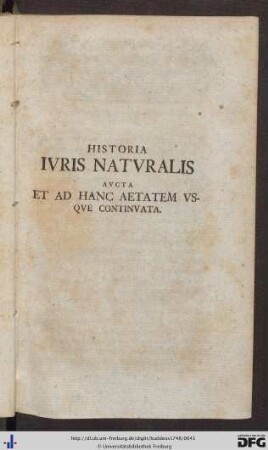 HISTORIA
IVRIS NATVRALIS
AVCTA
ET AD HANC AETATEM VS-
QVE CONTINVATA.
http://dl.ub.uni-freiburg.de/diglit/buddeus1748/0041
© Universitätsbibliothek Freiburg
DFG